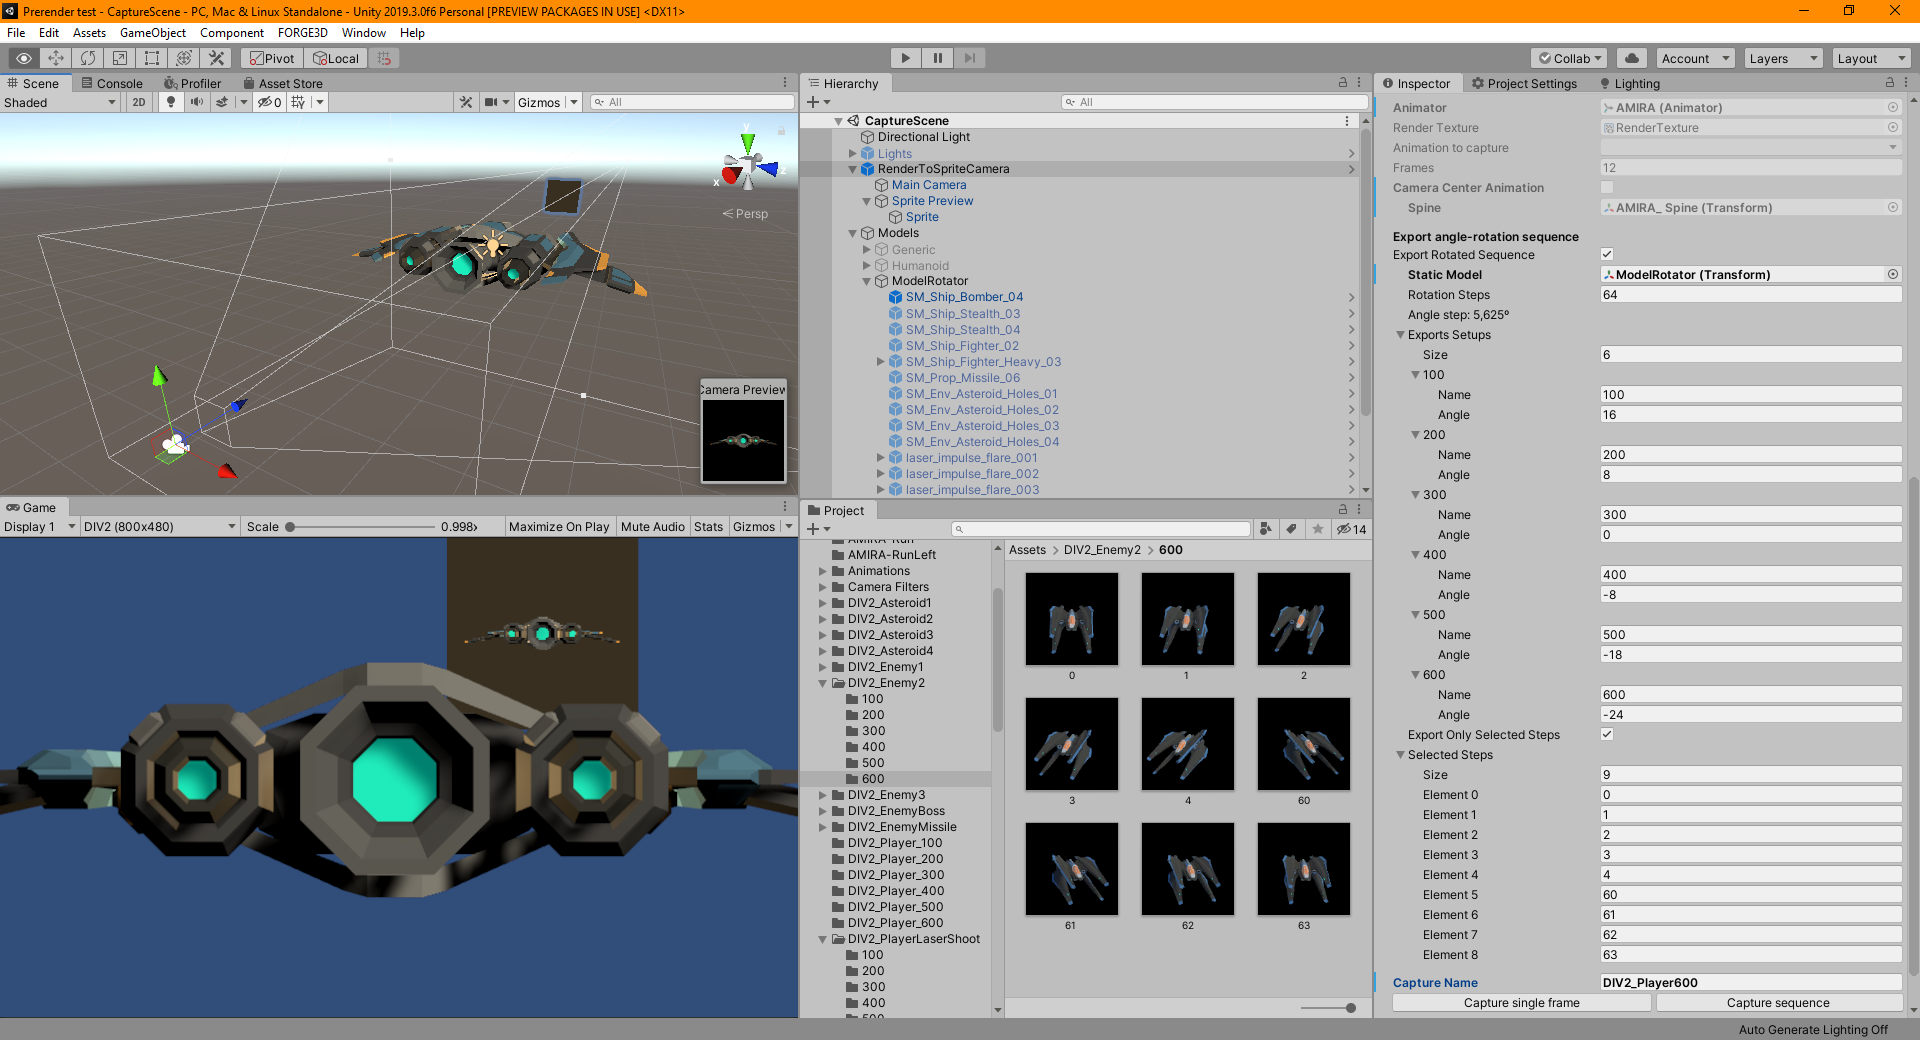 Prerender test - CaptureScene - PC, Mac & Linux Standalone - Unity 2019.3.0f6 Personal [PREVIEW PACKAGES IN USE] <DX11>
File Edit Assets GameObject Component FORGE3D Window Help
Pivot Local
Collab Account Layers Layout
Scene Console Profiler Asset Store
Shaded 2D 0 Gizmos All
y
x
z
Persp
Camera Preview
Game
Display 1 DIV2 (800x480) Scale 0.998x Maximize On Play Mute Audio Stats Gizmos
Hierarchy
All
CaptureScene
Directional Light
Lights
RenderToSpriteCamera
Main Camera
Sprite Preview
Sprite
Models
Generic
Humanoid
ModelRotator
SM_Ship_Bomber_04
SM_Ship_Stealth_03
SM_Ship_Stealth_04
SM_Ship_Fighter_02
SM_Ship_Fighter_Heavy_03
SM_Prop_Missile_06
SM_Env_Asteroid_Holes_01
SM_Env_Asteroid_Holes_02
SM_Env_Asteroid_Holes_03
SM_Env_Asteroid_Holes_04
laser_impulse_flare_001
laser_impulse_flare_002
laser_impulse_flare_003
Project
14
AMIRA-Run
AMIRA-RunLeft
Animations
Camera Filters
DIV2_Asteroid1
DIV2_Asteroid2
DIV2_Asteroid3
DIV2_Asteroid4
DIV2_Enemy1
DIV2_Enemy2
100
200
300
400
500
600
DIV2_Enemy3
DIV2_EnemyBoss
DIV2_EnemyMissile
DIV2_Player_100
DIV2_Player_200
DIV2_Player_300
DIV2_Player_400
DIV2_Player_500
DIV2_Player_600
DIV2_PlayerLaserShoot
100
200
300
400
500
Assets > DIV2_Enemy2 > 600
0 1 2
3 4 60
61 62 63
Inspector Project Settings Lighting
Animator AMIRA (Animator)
Render Texture RenderTexture
Animation to capture
Frames 12
Camera Center Animation
Spine AMIRA_ Spine (Transform)
Export angle-rotation sequence
Export Rotated Sequence
Static Model ModelRotator (Transform)
Rotation Steps 64
Angle step: 5,625º
Exports Setups
Size 6
100
Name 100
Angle 16
200
Name 200
Angle 8
300
Name 300
Angle 0
400
Name 400
Angle -8
500
Name 500
Angle -18
600
Name 600
Angle -24
Export Only Selected Steps
Selected Steps
Size 9
Element 0 0
Element 1 1
Element 2 2
Element 3 3
Element 4 4
Element 5 60
Element 6 61
Element 7 62
Element 8 63
Capture Name DIV2_Player600
Capture single frame Capture sequence
Auto Generate Lighting Off